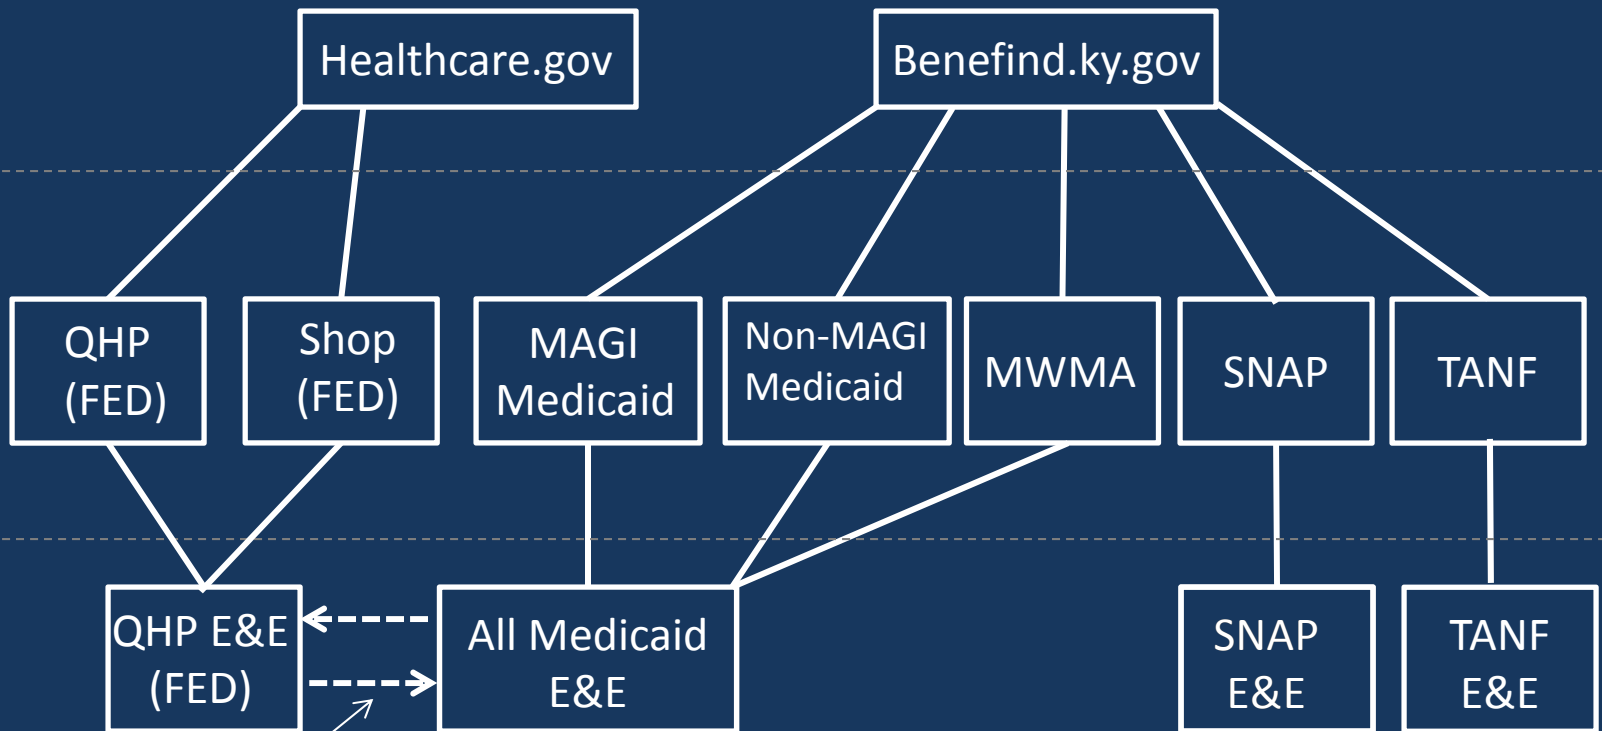 Healthcare.gov
Benefind.ky.gov
QHP
(FED)
Shop
(FED)
MAGI
Medicaid
Non-MAGI
Medicaid
MWMA
SNAP
TANF
QHP E&E
(FED)
All Medicaid
E&E
SNAP
E&E
TANF
E&E